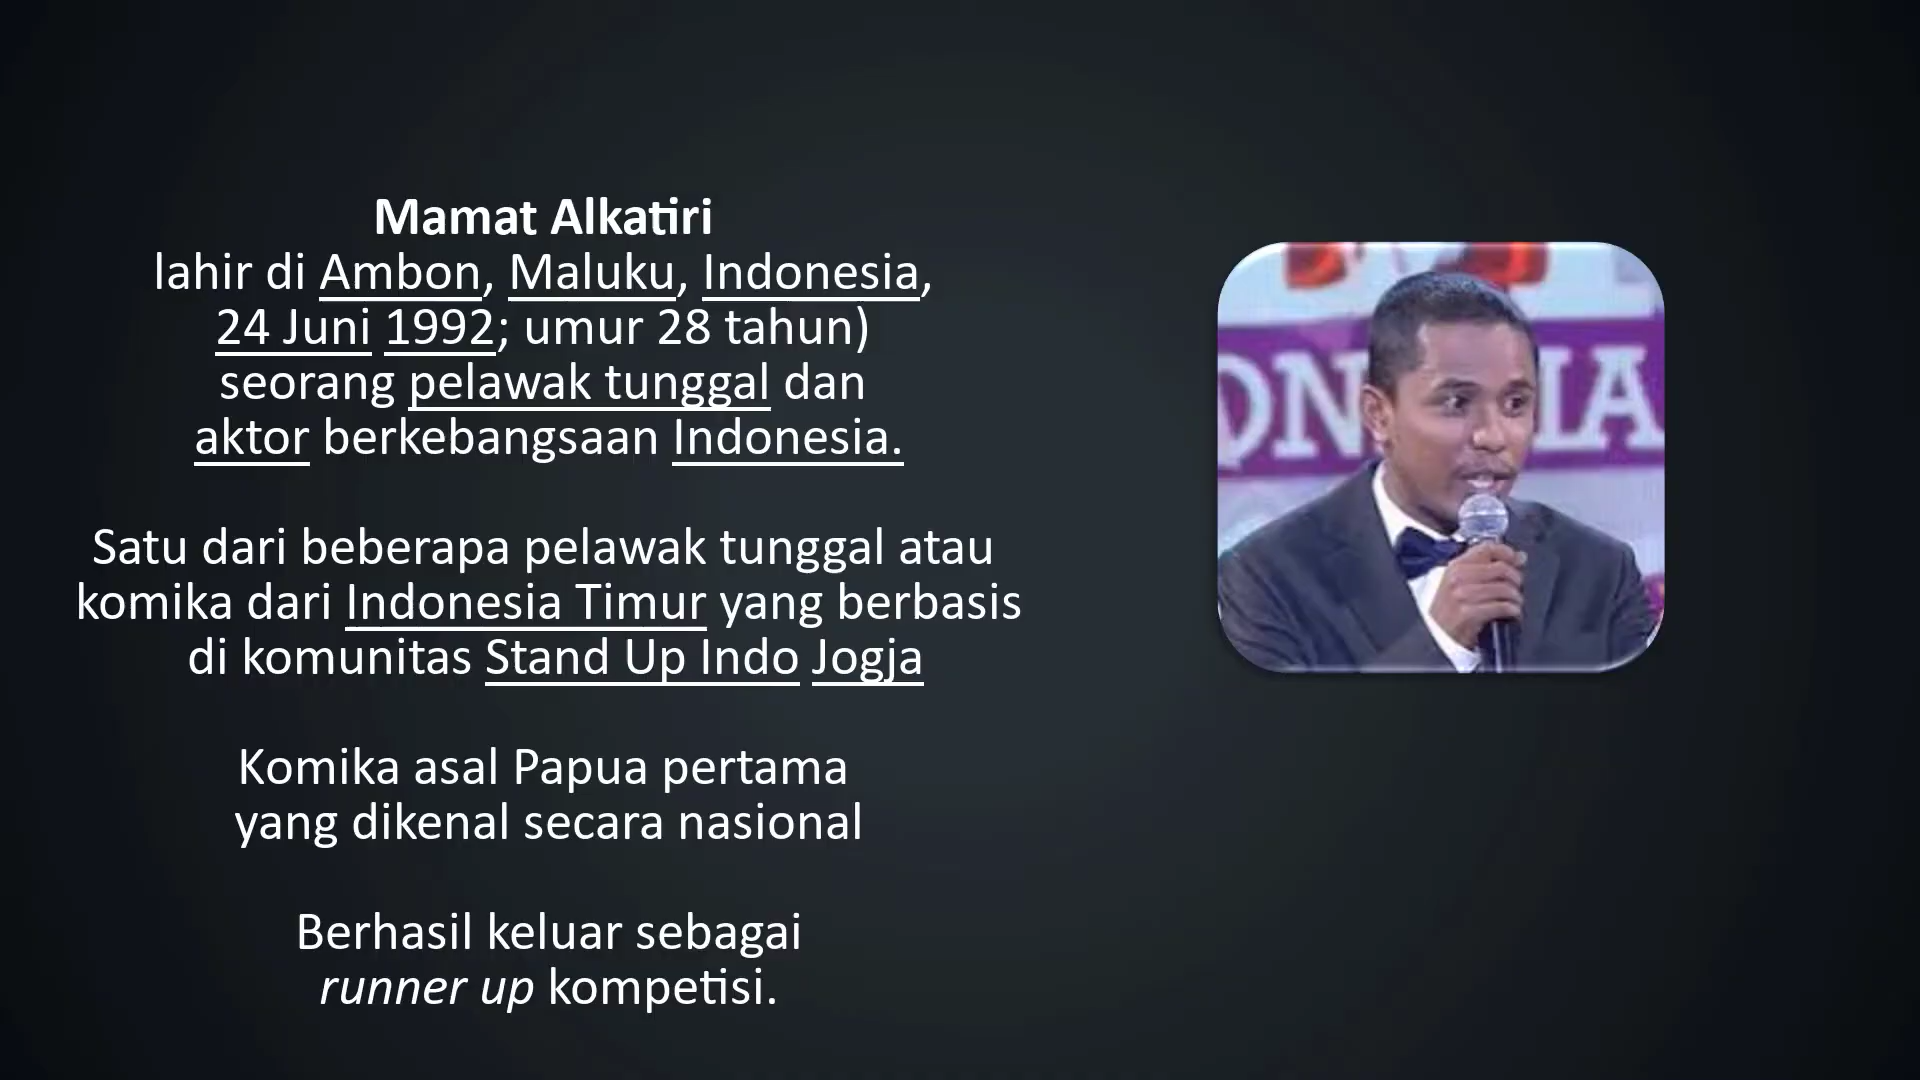 Mamat Alkatiri
lahir di Ambon, Maluku, Indonesia,
24 Juni 1992; umur 28 tahun)
seorang pelawak tunggal dan
aktor berkebangsaan Indonesia.
Satu dari beberapa pelawak tunggal atau
komika dari Indonesia Timur yang berbasis
di komunitas Stand Up Indo Jogja
Komika asal Papua pertama
yang dikenal secara nasional
Berhasil keluar sebagai
runner up kompetisi.